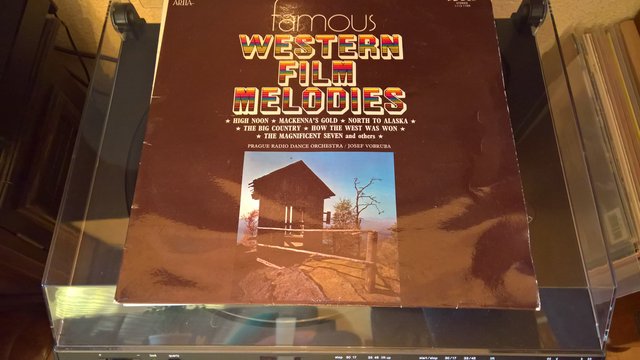 ARTIA
STEREO
famous
WESTERN
FILM
MELODIES
★ HIGH NOON ★ MACKENNA'S GOLD ★ NORTH TO ALASKA ★
★ THE BIG COUNTRY ★ HOW THE WEST WAS WON ★
★ THE MAGNIFICENT SEVEN and others ★
PRAGUE RADIO DANCE ORCHESTRA / JOSEF VOBRUBA